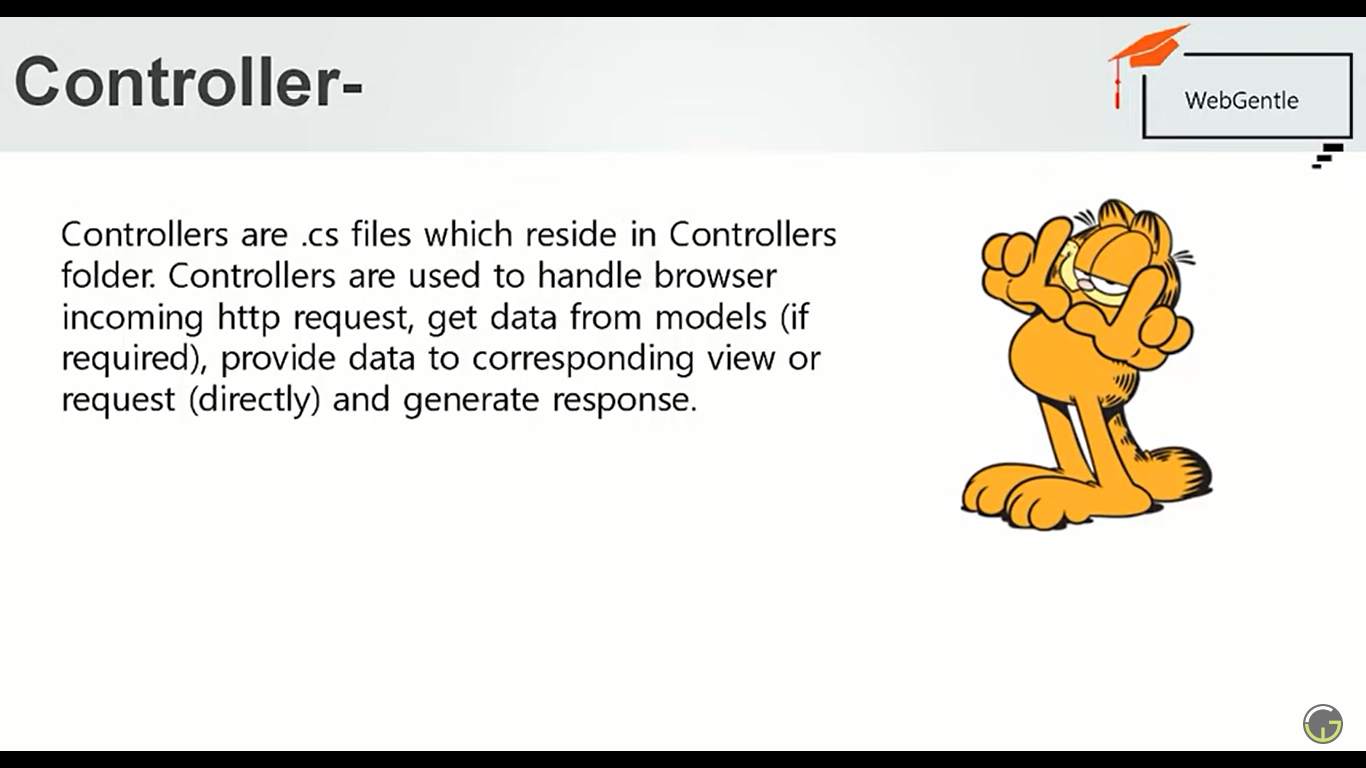 Controller-
WebGentle
Controllers are .cs files which reside in Controllers
folder. Controllers are used to handle browser
incoming http request, get data from models (if
required), provide data to corresponding view or
request (directly) and generate response.